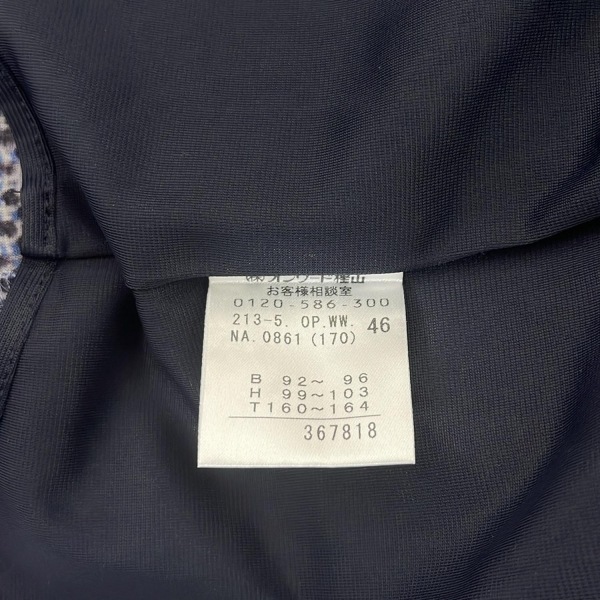 (株)オンワード樫山
お客様相談室
0120-586-300
213-5. OP.WW. 46
NA. 0861 (170)
B 92～ 96
H 99～103
T160～164
367818